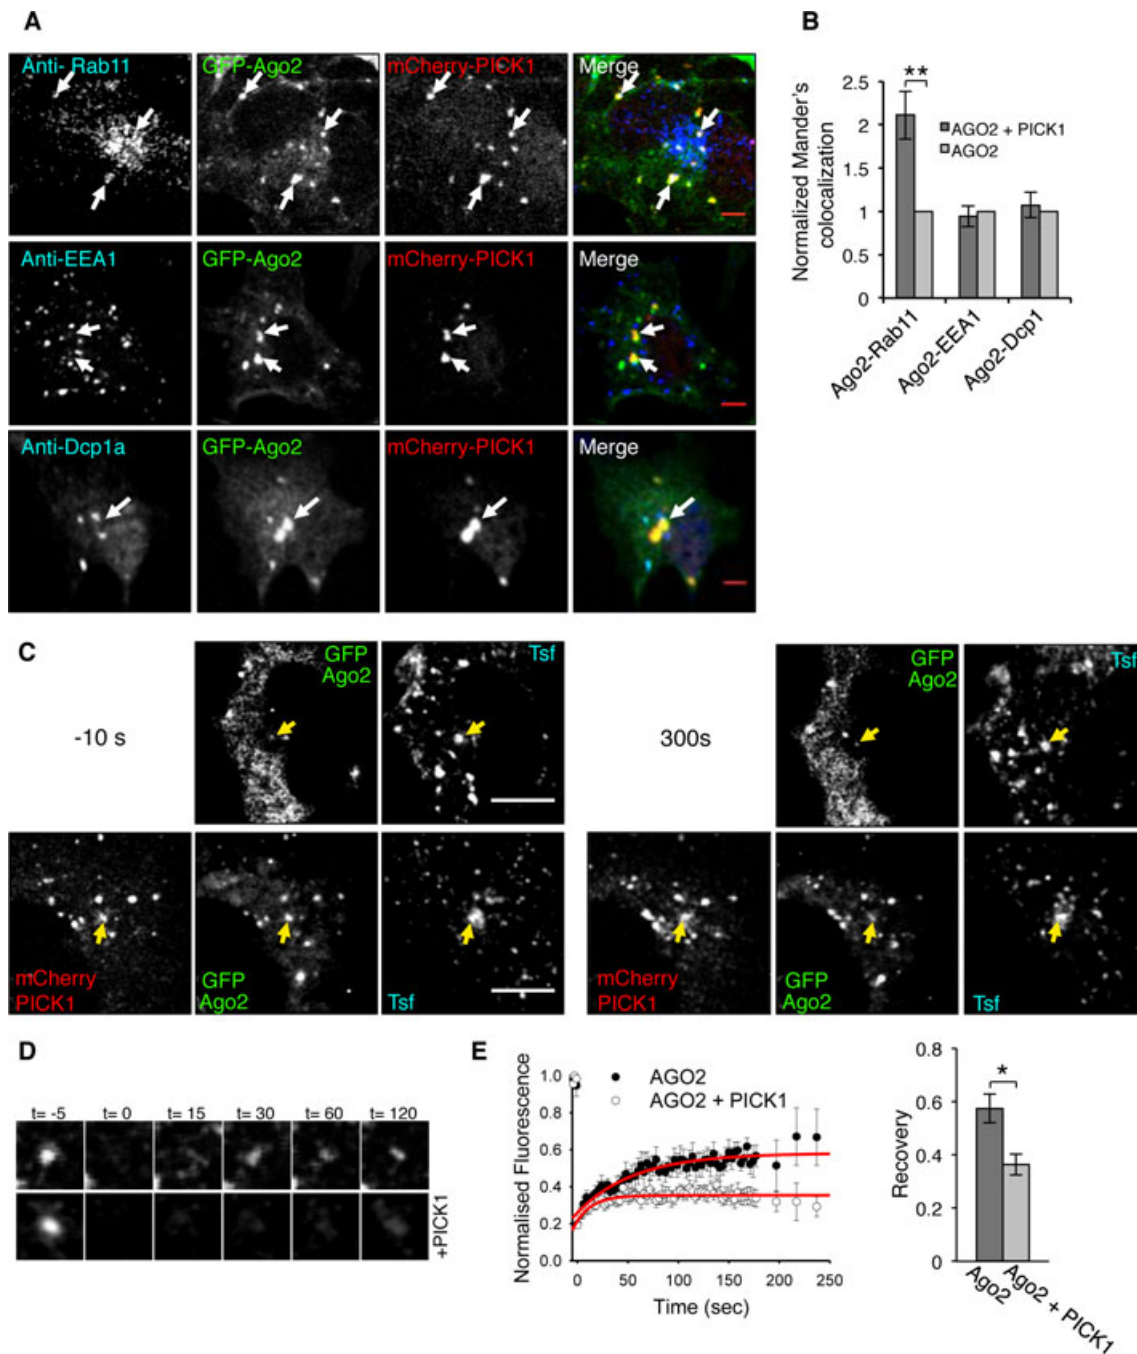 A
Anti- Rab11 GFP-Ago2 mCherry-PICK1 Merge
Anti-EEA1 GFP-Ago2 mCherry-PICK1 Merge
Anti-Dcp1a GFP-Ago2 mCherry-PICK1 Merge
B
Normalized Mander's
colocalization
2.5
2
1.5
1
0.5
0
**
AGO2 + PICK1
AGO2
Ago2-Rab11
Ago2-EEA1
Ago2-Dcp1
C
-10 s
GFP
Ago2
Tsf
300s
GFP
Ago2
Tsf
mCherry
PICK1
GFP
Ago2
Tsf
mCherry
PICK1
GFP
Ago2
Tsf
D
t= -5 t= 0 t= 15 t= 30 t= 60 t= 120
+PICK1
E
Normalised Fluorescence
1.0
0.8
0.6
0.4
0.2
0.0
AGO2
AGO2 + PICK1
0 50 100 150 200 250
Time (sec)
Recovery
0.8
0.6
0.4
0.2
0
*
Ago2
Ago2 + PICK1